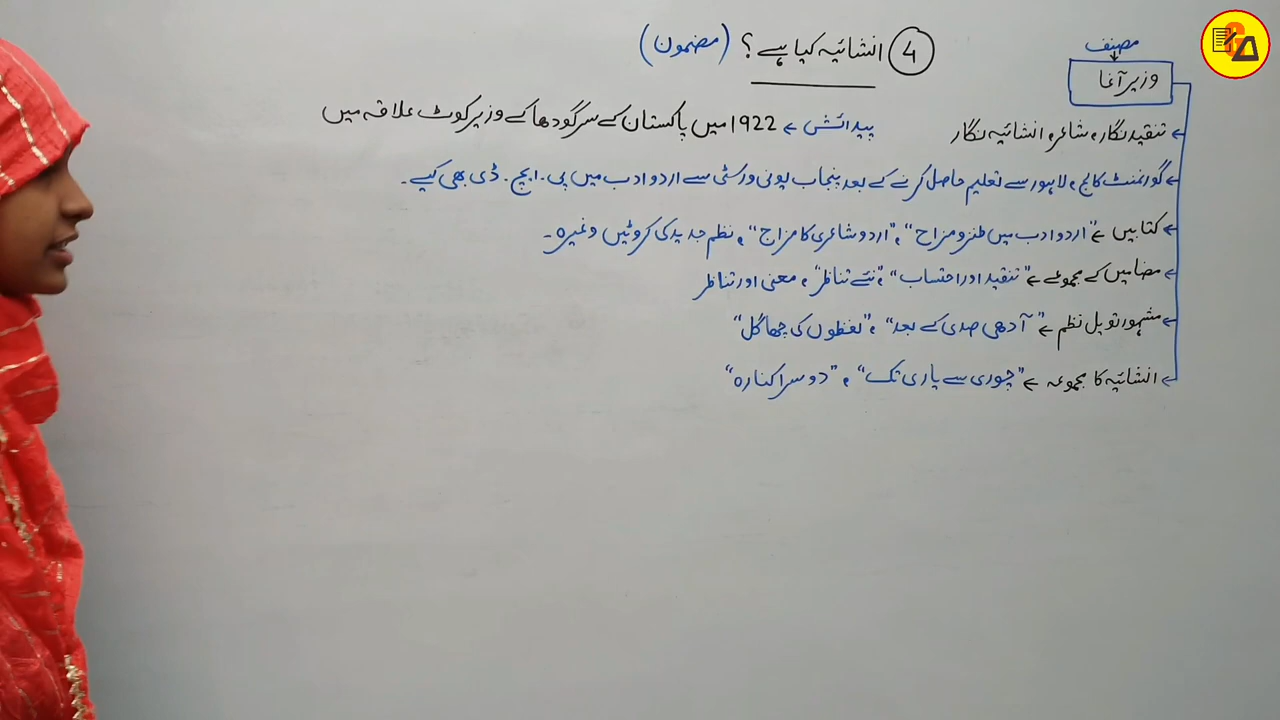 ④ انشائیہ کیا ہے؟ (مضمون)
مصنف
وزیر آغا
تنقید نگار، شاعر، انشائیہ نگار
پیدائش ← 1922 میں پاکستان کے سرگودھا کے وزیر کوٹ علاقہ میں
گورنمنٹ کالج، لاہور سے تعلیم حاصل کرنے کے بعد پنجاب یونی ورسٹی سے اردو ادب میں پی۔ ایچ۔ ڈی بھی کیے۔
کتابیں ← "اردو ادب میں طنز و مزاح"، "اردو شاعری کا مزاج"، نظم جدید کی کروٹیں وغیرہ۔
مضامیں کے مجموعے ← "تنقید اور احتساب" "نئے تناظر"، معنی اور تناظر
مشہور توپل نظم ← "آدھی صدی کے بعد"، "لفظوں کی چھاگل"
انشائیہ کا مجموعہ ← "چوری سے یاری تک"، "دوسرا کنارہ"